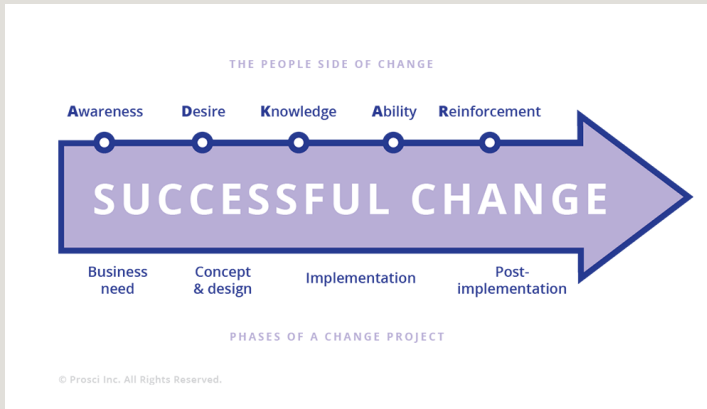 THE PEOPLE SIDE OF CHANGE
Awareness Desire Knowledge Ability Reinforcement
SUCCESSFUL CHANGE
Business need
Concept & design
Implementation
Post-implementation
PHASES OF A CHANGE PROJECT
© Prosci Inc. All Rights Reserved.